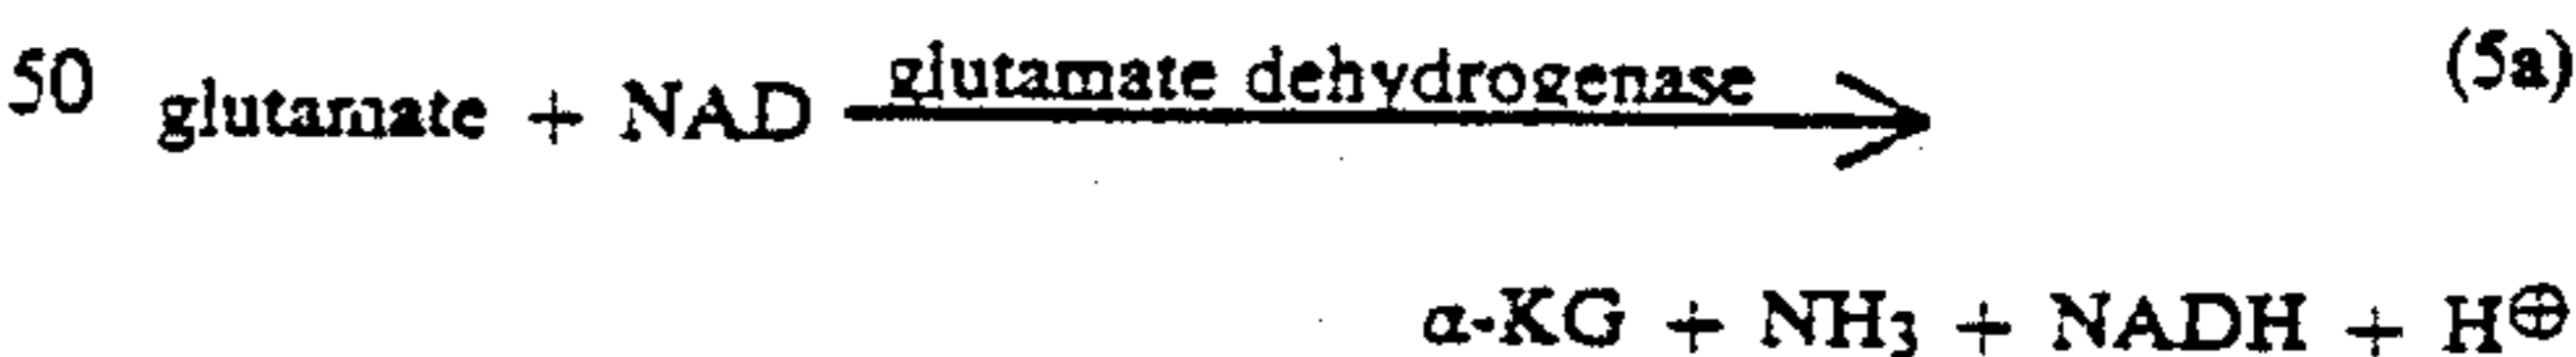 50 glutamate + NAD glutamate dehydrogenase (5a)
α-KG + NH₃ + NADH + H⊕